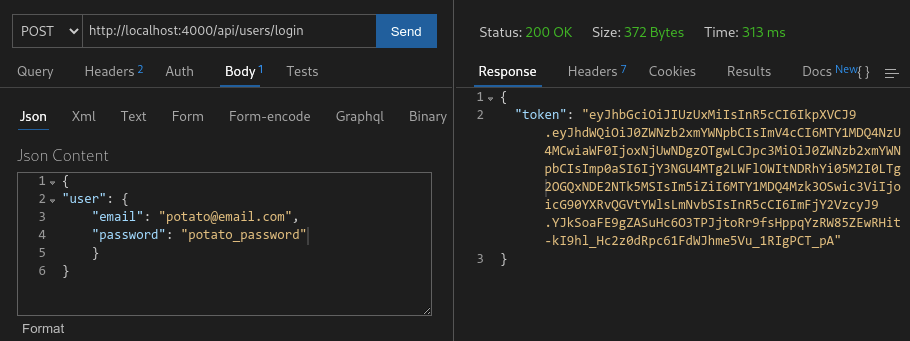 POST
http://localhost:4000/api/users/login
Send
Query Headers 2 Auth Body 1 Tests
Json Xml Text Form Form-encode Graphql Binary
Json Content
1 {
2 "user": {
3 "email": "potato@email.com",
4 "password": "potato_password"
5 }
6 }
Format
Status: 200 OK Size: 372 Bytes Time: 313 ms
Response Headers 7 Cookies Results Docs New {}
1 {
2 "token": "eyJhbGciOiJIUzUxMiIsInR5cCI6IkpXVCJ9
.eyJhdWQiOiJ0ZWNzb2xmYWNpbCIsImV4cCI6MTY1MDQ4NzU
4MCwiaWF0IjoxNjUwNDgzOTgwLCJpc3MiOiJ0ZWNzb2xmYWN
pbCIsImp0aSI6IjY3NGU4MTg2LWFlOWItNDRhYi05M2I0LTg
2OGQxNDE2NTk5MSIsIm5iZiI6MTY1MDQ4Mzk3OSwic3ViIjo
icG90YXRvQGVtYWlsLmNvbSIsInR5cCI6ImFjY2VzcyJ9
.YJkSoaFE9gZASuHc6O3TPJjtoRr9fsHppqYzRW85ZEwRHit
-kI9hl_Hc2z0dRpc61FdWJhme5Vu_1RIgPCT_pA"
3 }